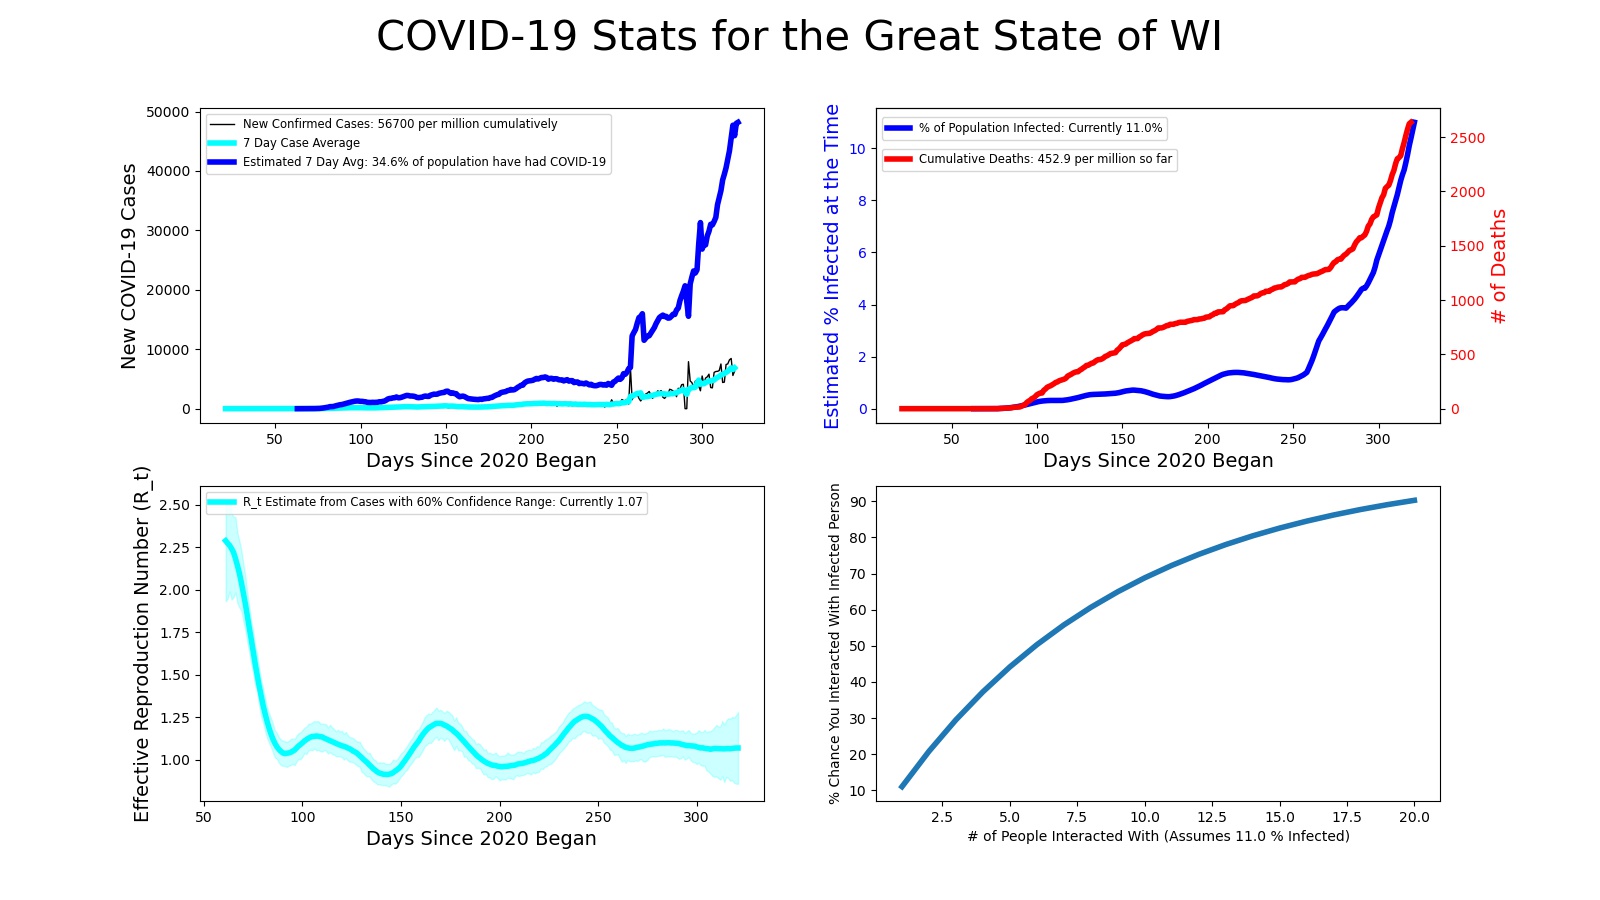 COVID-19 Stats for the Great State of WI
New COVID-19 Cases
50000
40000
30000
20000
10000
0
New Confirmed Cases: 56700 per million cumulatively
7 Day Case Average
Estimated 7 Day Avg: 34.6% of population have had COVID-19
50 100 150 200 250 300
Days Since 2020 Began
Estimated % Infected at the Time
10
8
6
4
2
0
% of Population Infected: Currently 11.0%
Cumulative Deaths: 452.9 per million so far
2500
2000
1500
1000
500
0
# of Deaths
50 100 150 200 250 300
Days Since 2020 Began
Effective Reproduction Number (R_t)
2.50
2.25
2.00
1.75
1.50
1.25
1.00
R_t Estimate from Cases with 60% Confidence Range: Currently 1.07
50 100 150 200 250 300
Days Since 2020 Began
% Chance You Interacted With Infected Person
90
80
70
60
50
40
30
20
10
2.5 5.0 7.5 10.0 12.5 15.0 17.5 20.0
# of People Interacted With (Assumes 11.0 % Infected)